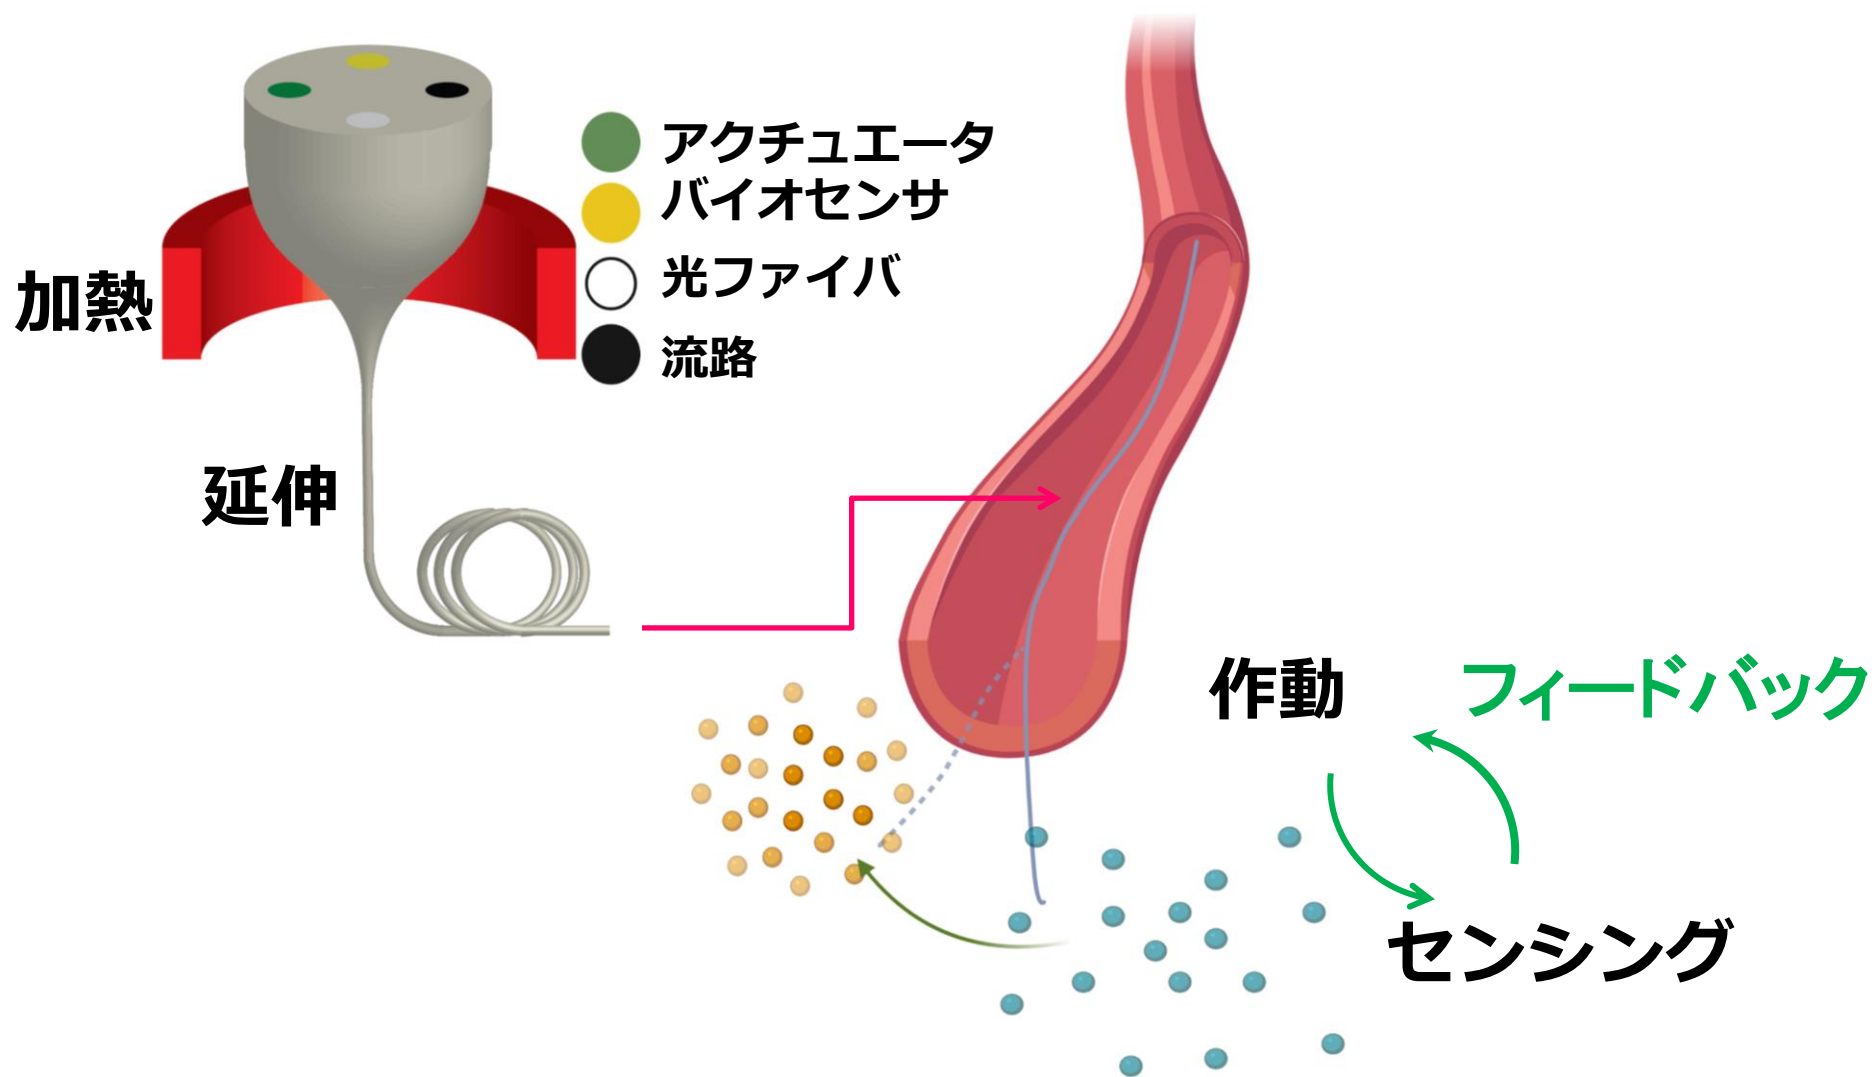 アクチュエータ
バイオセンサ
光ファイバ
流路
加熱
延伸
作動
フィードバック
センシング